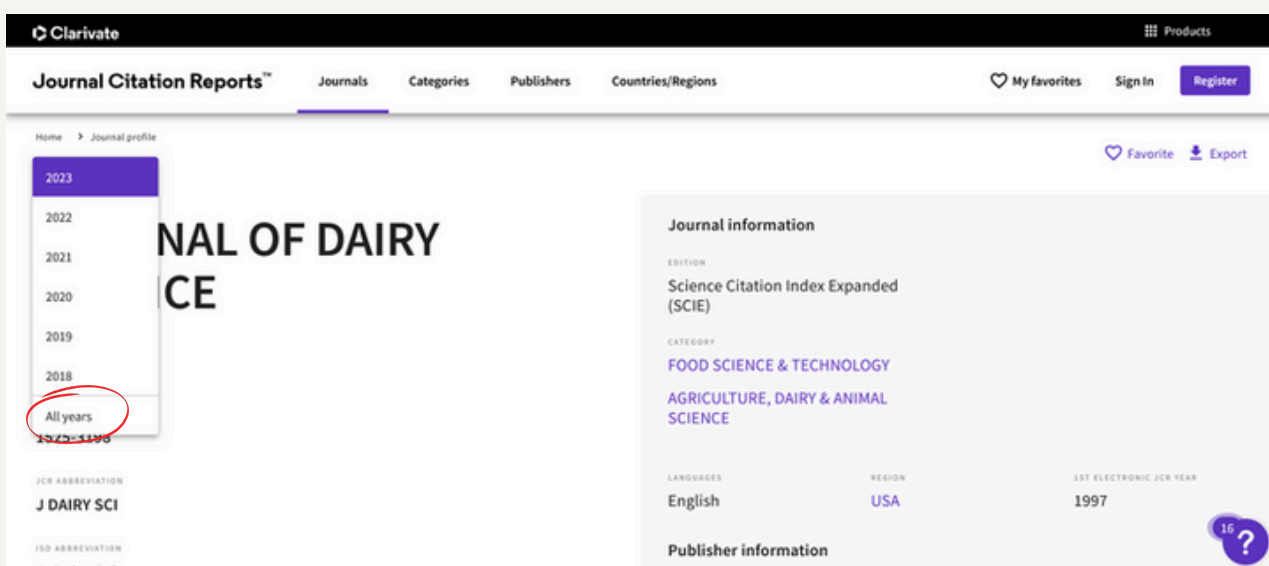 Clarivate
Products
Journal Citation Reports™
Journals
Categories
Publishers
Countries/Regions
My favorites
Sign In
Register
Home > Journal profile
Favorite
Export
2023
2022
2021
2020
2019
2018
All years
NAL OF DAIRY
CE
1525-3198
JCR ABBREVIATION
J DAIRY SCI
ISO ABBREVIATION
Journal information
EDITION
Science Citation Index Expanded
(SCIE)
CATEGORY
FOOD SCIENCE & TECHNOLOGY
AGRICULTURE, DAIRY & ANIMAL
SCIENCE
LANGUAGES
English
REGION
USA
1ST ELECTRONIC JCR YEAR
1997
Publisher information
16
?